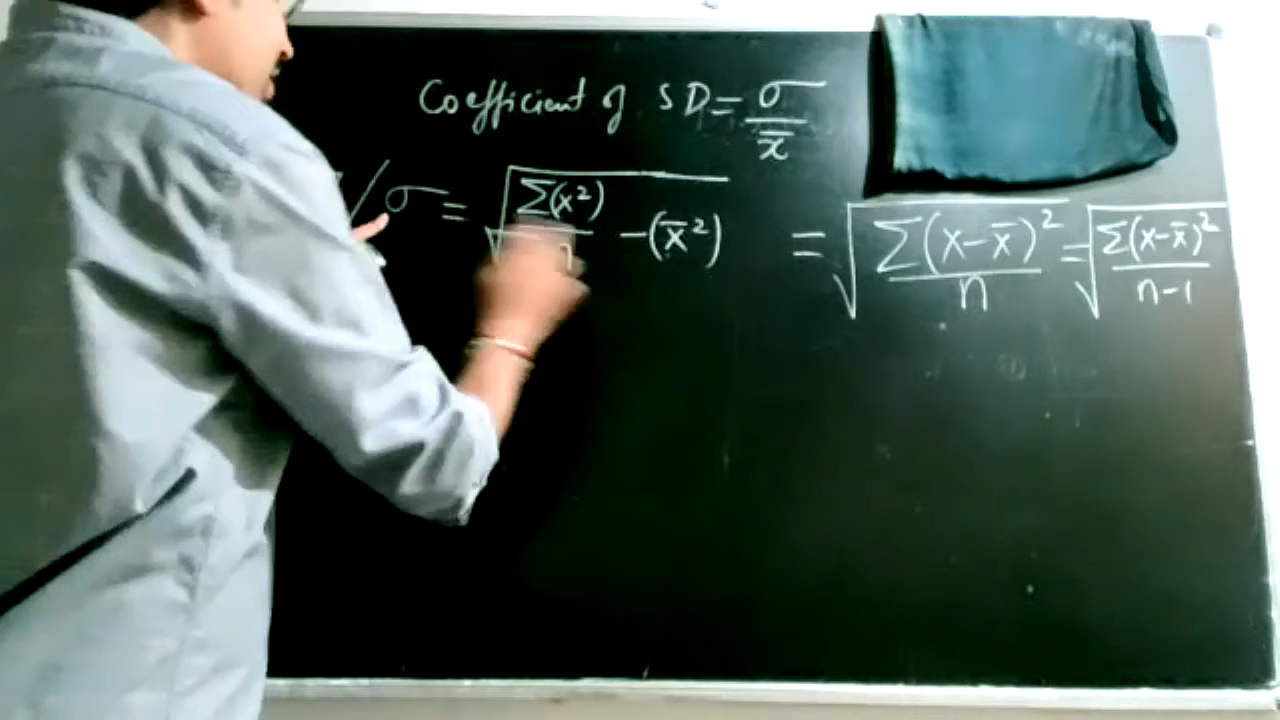 Coefficient of SD = σ / x̄
/ σ = √(Σ(x²) / n - (x̄²)) = √(Σ(x-x̄)² / n) = √(Σ(x-x̄)² / n-1)